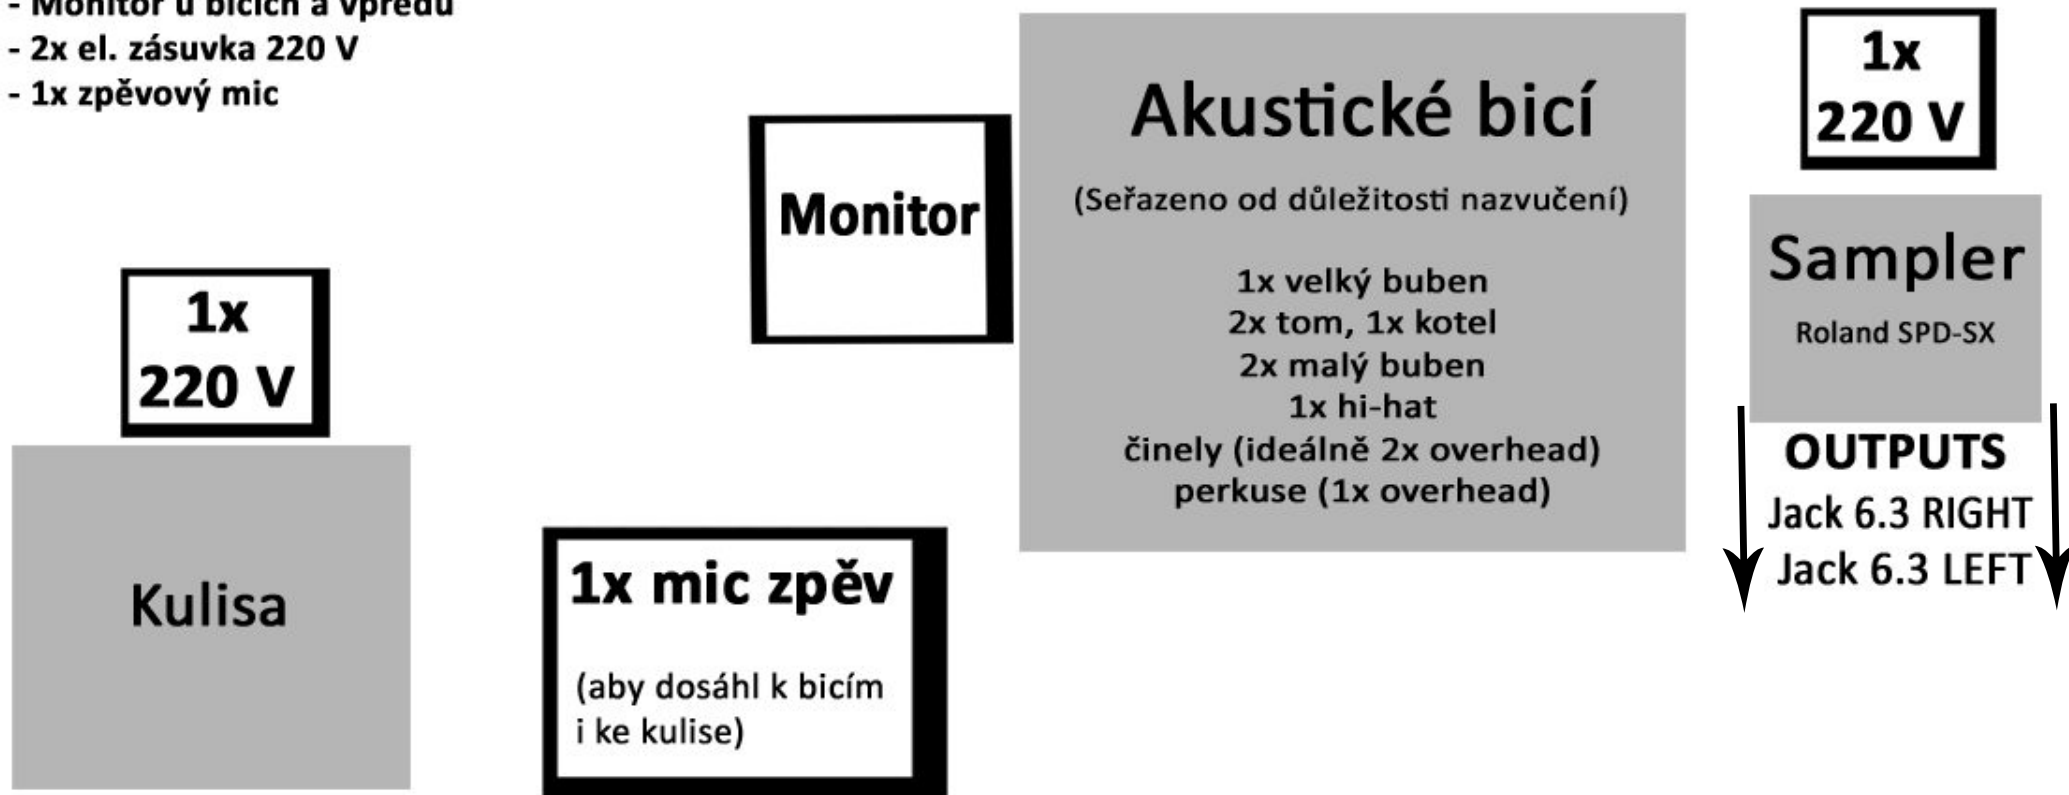 - Monitor u bicích a vpředu
- 2x el. zásuvka 220 V
- 1x zpěvový mic
1x
220 V
Kulisa
Monitor
1x mic zpěv
(aby dosáhl k bicím
i ke kulise)
Akustické bicí
(Seřazeno od důležitosti nazvučení)
1x velký buben
2x tom, 1x kotel
2x malý buben
1x hi-hat
činely (ideálně 2x overhead)
perkuse (1x overhead)
1x
220 V
Sampler
Roland SPD-SX
OUTPUTS
Jack 6.3 RIGHT
Jack 6.3 LEFT